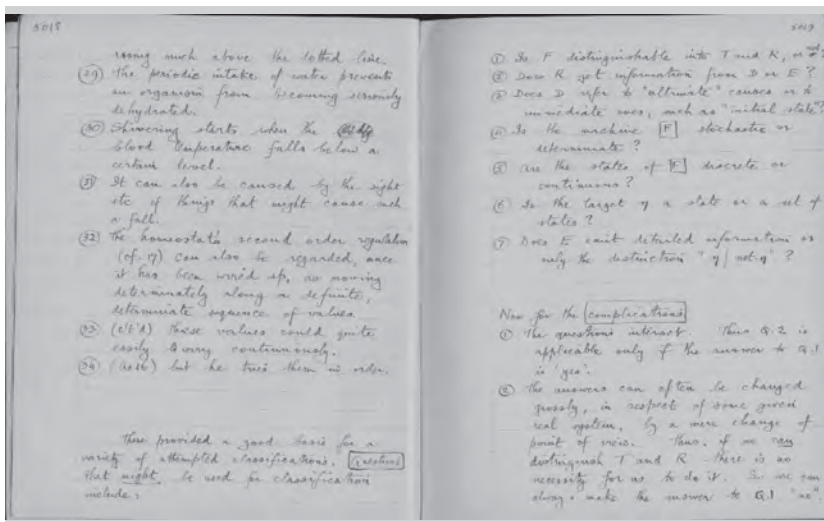 5018
rising much above the dotted line.
(29) The periodic intake of water prevents
an organism from becoming seriously
dehydrated.
(30) Shivering starts when the
blood temperature falls below a
certain level.
(31) It can also be caused by the sight
etc of things that might cause such
a fall.
(32) The homeostat's second order regulation
(cf. 17) can also be regarded, once
it has been wired up, as moving
determinately along a definite,
determinate sequence of values
(33) (ct'd) These values could quite
easily vary continuously.
(34) (As 16) but he tries them in order.
These provided a good basis for a
variety of attempted classifications. Questions
that might be used for classification
include:
5019
① Is F distinguishable into T and R, or not?
② Does R get information from D or E?
③ Does D refer to "ultimate" causes or to
immediate ones, such as "initial state"?
④ Is the machine F stochastic or
determinate?
⑤ Are the states of F discrete or
continuous?
⑥ Is the target η a state or a set of
states?
⑦ Does E emit detailed information or
only the distinction "η / not-η"?
Now for the complications
① The questions interact. Thus Q.2 is
applicable only if the answer to Q.1
is 'yes'.
② The answers can often be changed
grossly, in respect of some given
real system, by a mere change of
point of view. Thus, if we can
distinguish T and R there is no
necessity for us to do it. So we can
always make the answer to Q.1 "no".